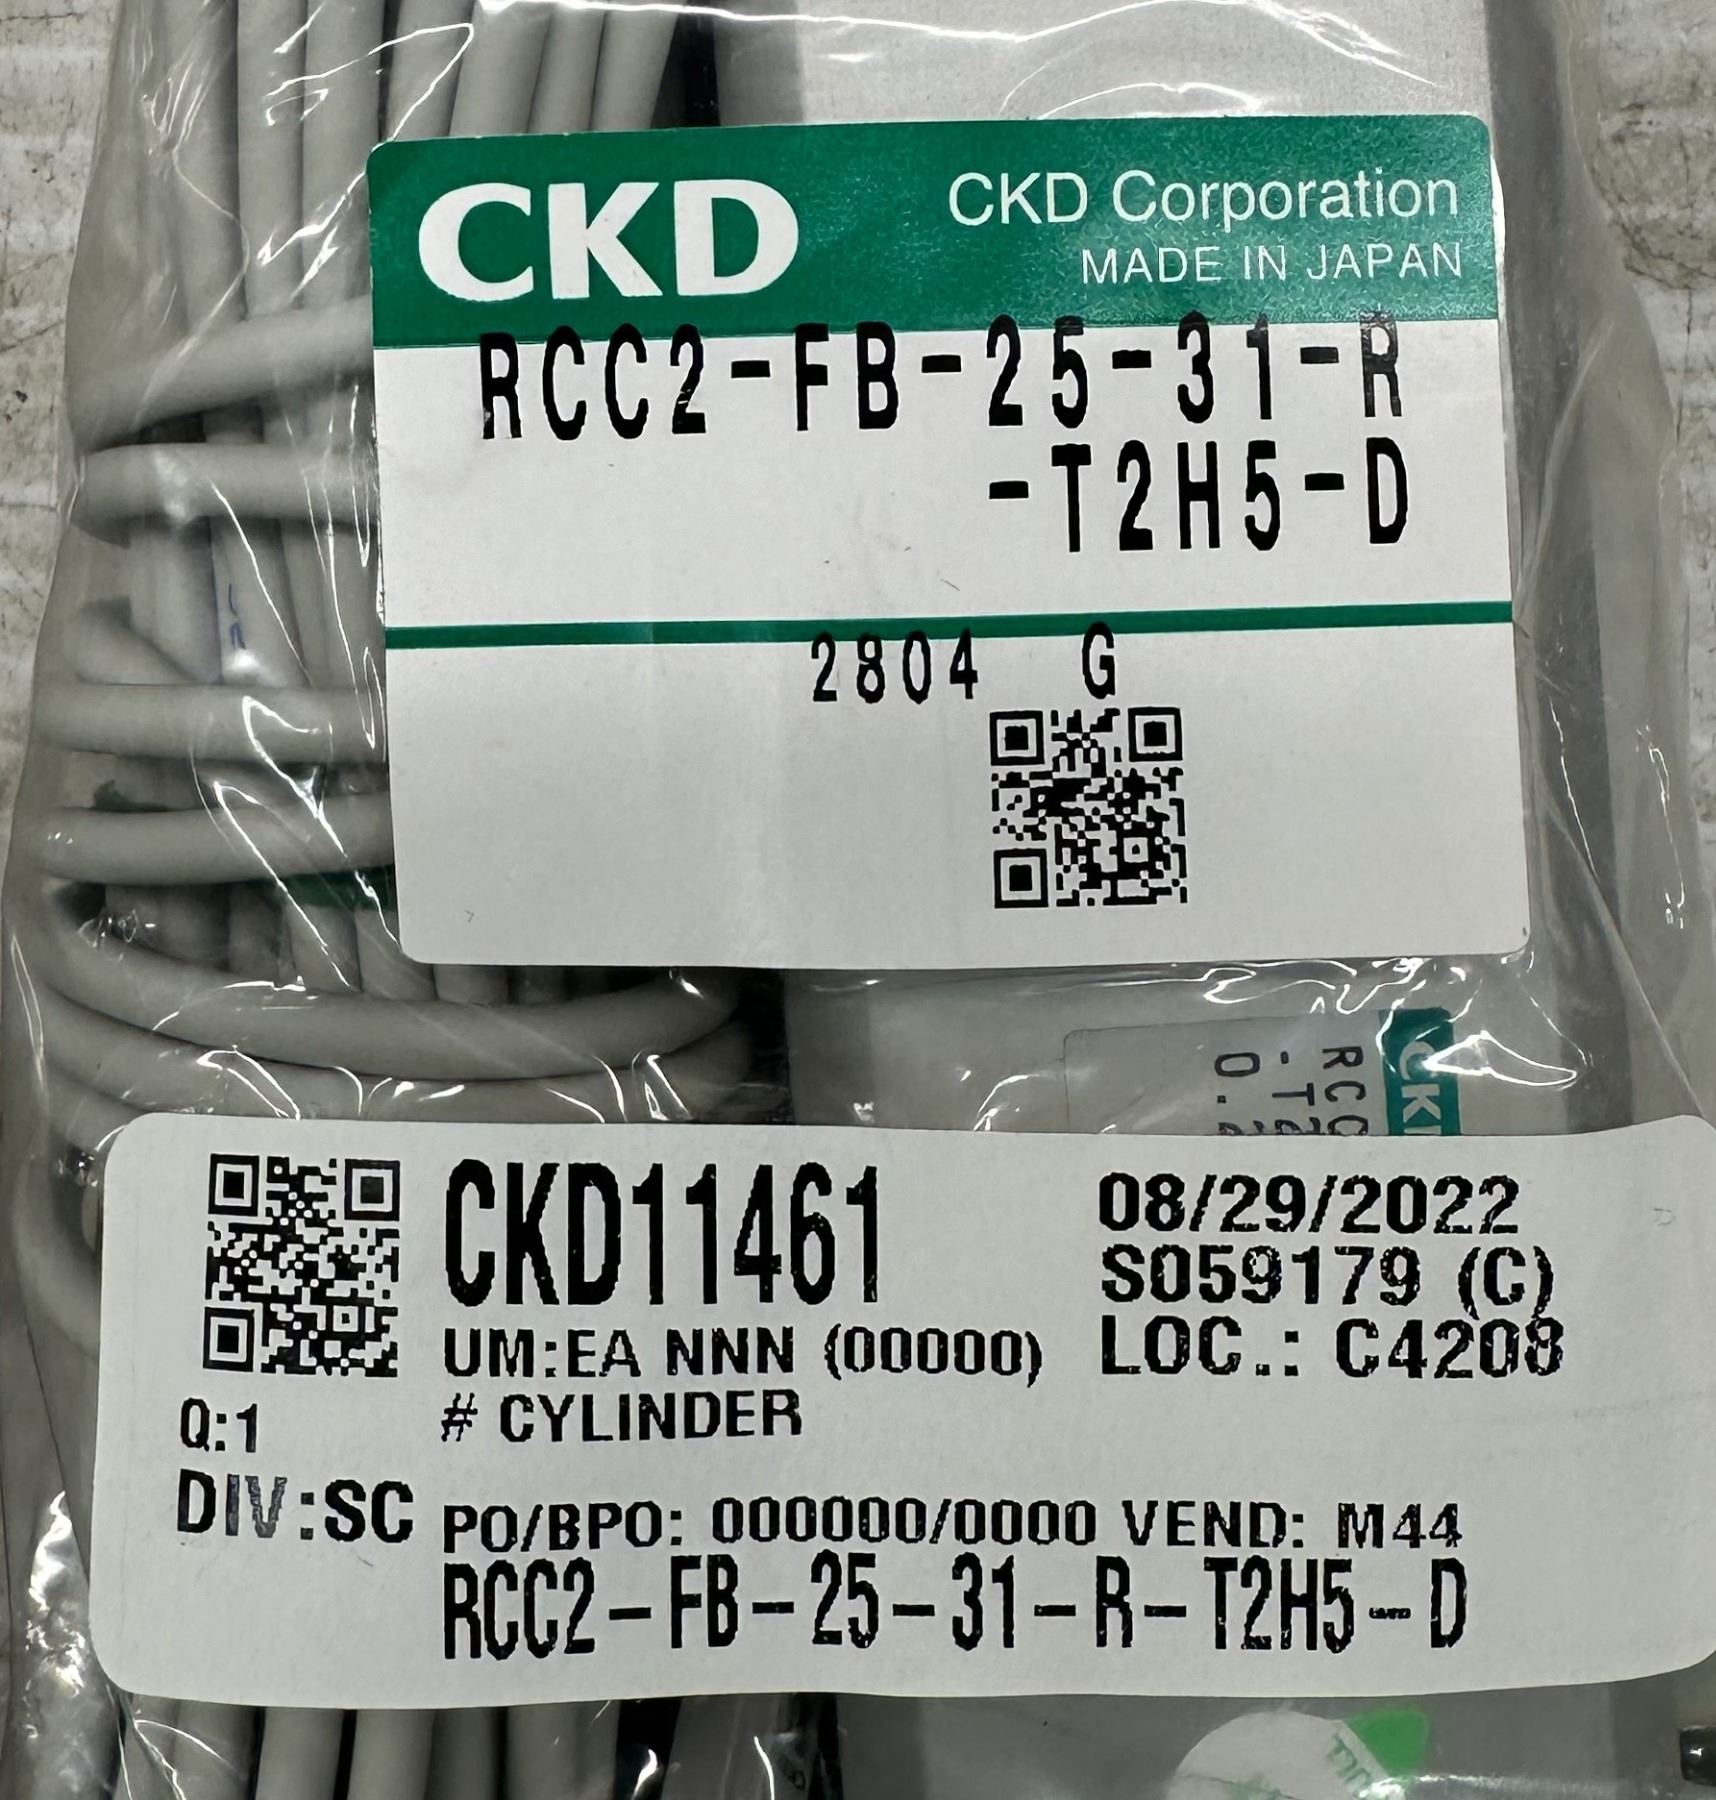 CKD
CKD Corporation
MADE IN JAPAN
RCC2-FB-25-31-R
-T2H5-D
2804 G
CKD11461
08/29/2022
S059179 (C)
UM:EA NNN (00000)
LOC.: C4208
Q:1
# CYLINDER
DIV:SC
PO/BPO: 000000/0000 VEND: M44
RCC2-FB-25-31-R-T2H5-D